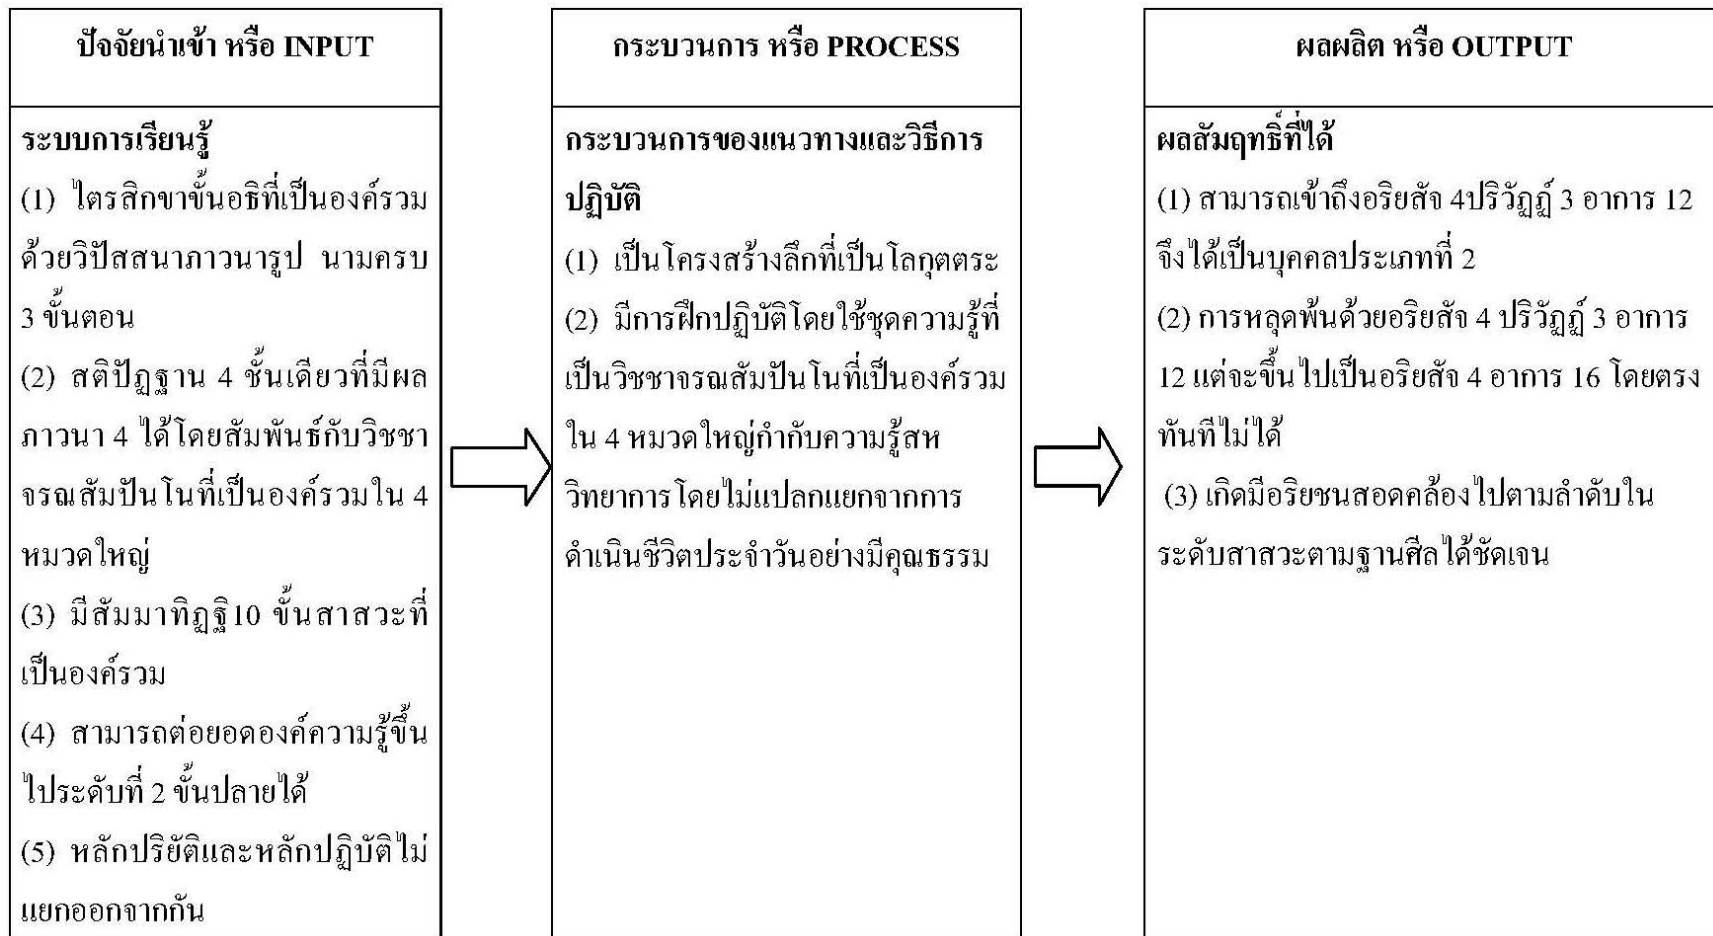 ปัจจัยนำเข้า หรือ INPUT
ระบบการเรียนรู้
(1) ไตรสิกขาขั้นอธิที่เป็นองค์รวม
ด้วยวิปัสสนาภาวนารูป นามครบ
3 ขั้นตอน
(2) สติปัฏฐาน 4 ชั้นเดียวที่มีผล
ภาวนา 4 ได้โดยสัมพันธ์กับวิชชา
จรณสัมปันโนที่เป็นองค์รวมใน 4
หมวดใหญ่
(3) มีสัมมาทิฏฐิ10 ขั้นสาสวะที่
เป็นองค์รวม
(4) สามารถต่อยอดองค์ความรู้ขึ้น
ไประดับที่ 2 ขั้นปลายได้
(5) หลักปริยัติและหลักปฏิบัติไม่
แยกออกจากกัน
กระบวนการ หรือ PROCESS
กระบวนการของแนวทางและวิธีการ
ปฏิบัติ
(1) เป็นโครงสร้างลึกที่เป็นโลกุตตระ
(2) มีการฝึกปฏิบัติโดยใช้ชุดความรู้ที่
เป็นวิชชาจรณสัมปันโนที่เป็นองค์รวม
ใน 4 หมวดใหญ่กำกับความรู้สห
วิทยาการโดยไม่แปลกแยกจากการ
ดำเนินชีวิตประจำวันอย่างมีคุณธรรม
ผลผลิต หรือ OUTPUT
ผลสัมฤทธิ์ที่ได้
(1) สามารถเข้าถึงอริยสัจ 4ปริวัฏฏ์ 3 อาการ 12
จึงได้เป็นบุคคลประเภทที่ 2
(2) การหลุดพ้นด้วยอริยสัจ 4 ปริวัฏฏ์ 3 อาการ
12 แต่จะขึ้นไปเป็นอริยสัจ 4 อาการ 16 โดยตรง
ทันทีไม่ได้
(3) เกิดมีอริยชนสอดคล้องไปตามลำดับใน
ระดับสาสวะตามฐานศีลได้ชัดเจน